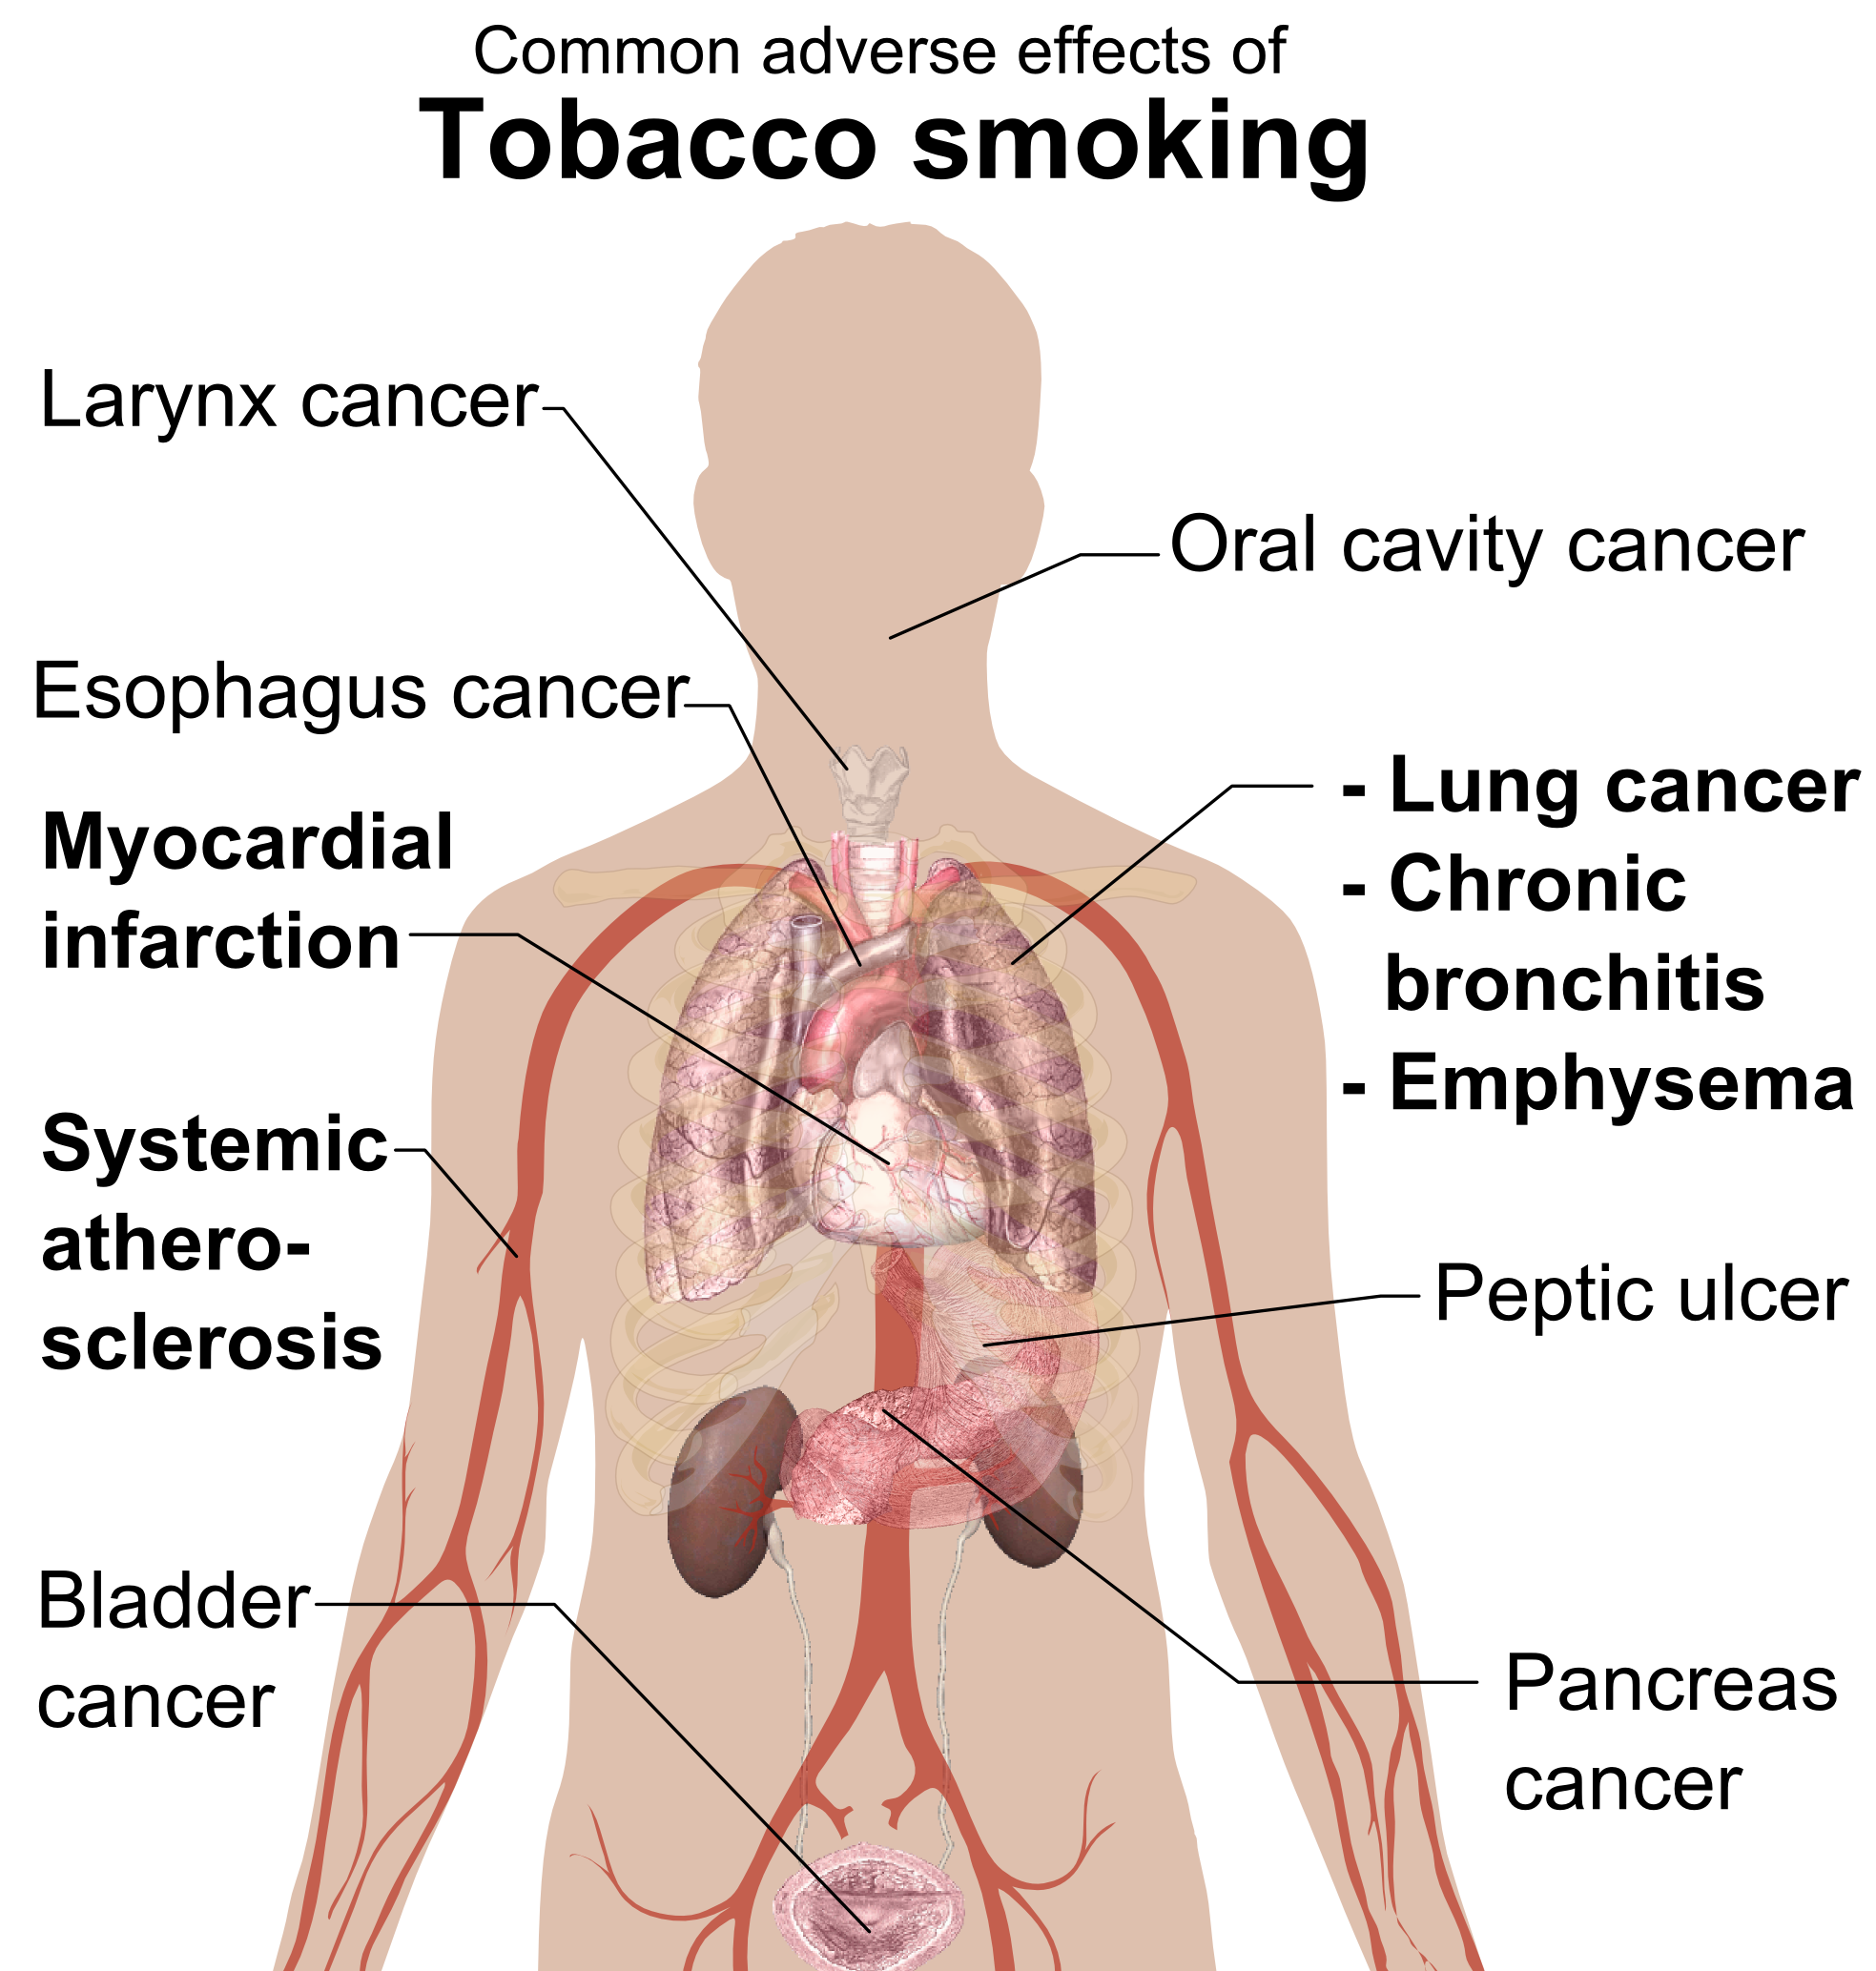 Common adverse effects of
Tobacco smoking
Larynx cancer
Oral cavity cancer
Esophagus cancer
Myocardial
infarction
- Lung cancer
- Chronic
bronchitis
- Emphysema
Systemic
athero-
sclerosis
Peptic ulcer
Bladder
cancer
Pancreas
cancer